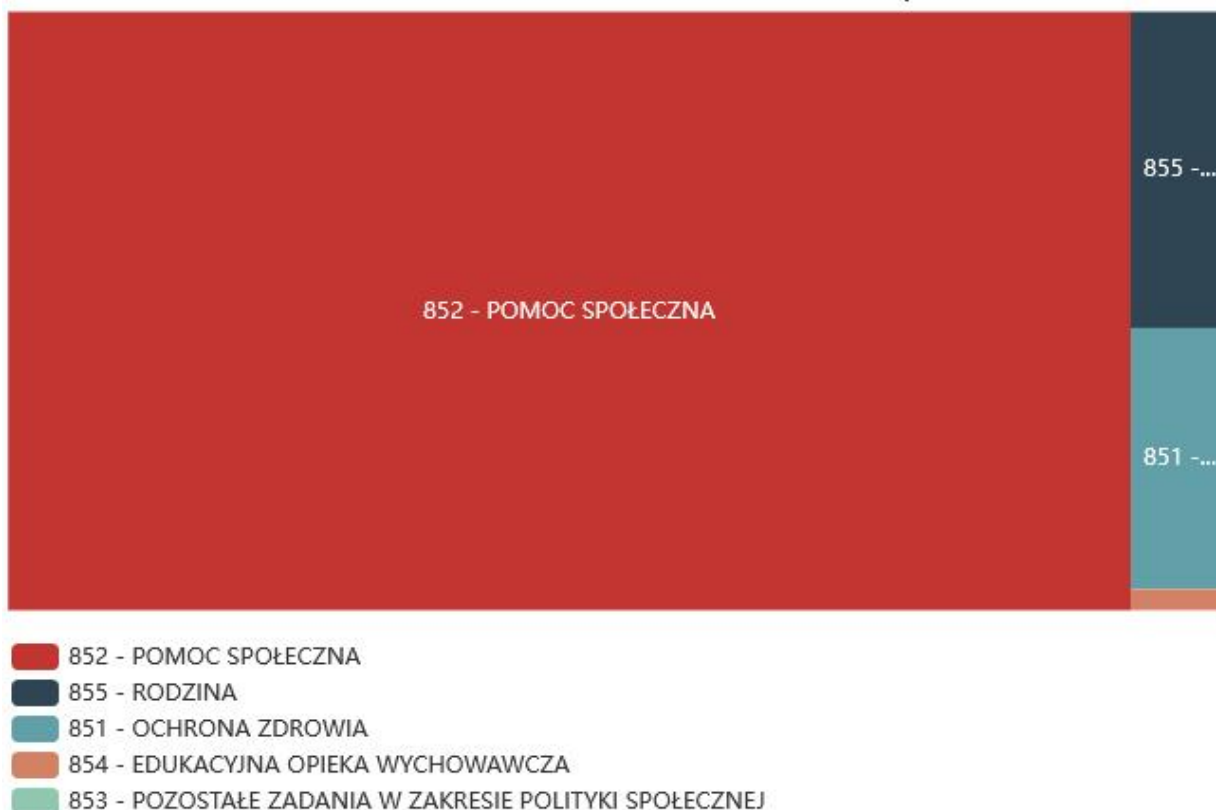 855 -...
852 - POMOC SPOŁECZNA
851 -...
852 - POMOC SPOŁECZNA
855 - RODZINA
851 - OCHRONA ZDROWIA
854 - EDUKACYJNA OPIEKA WYCHOWAWCZA
853 - POZOSTAŁE ZADANIA W ZAKRESIE POLITYKI SPOŁECZNEJ